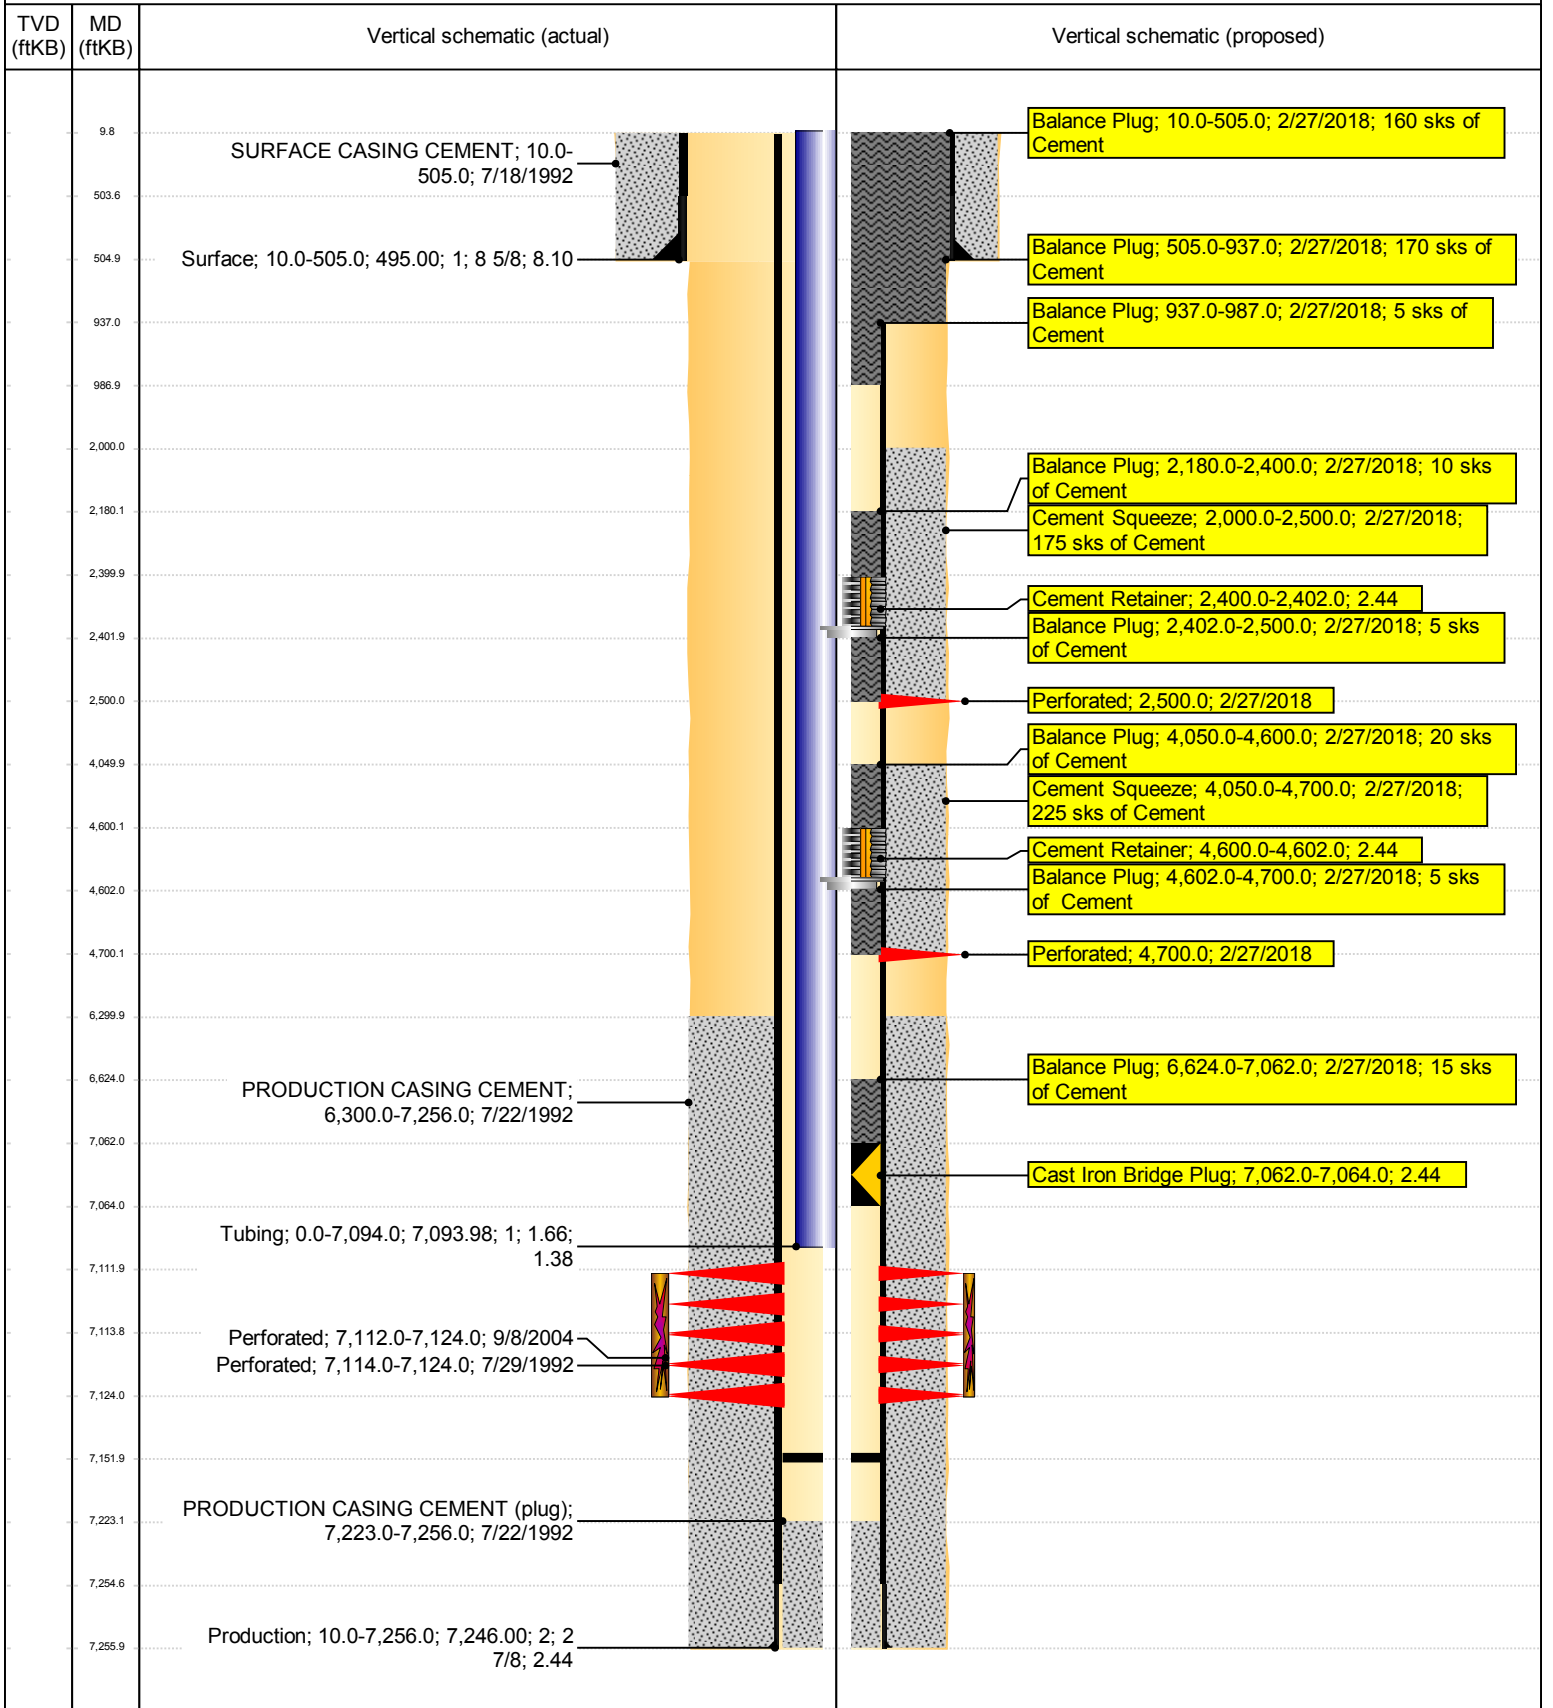 TVD
(ftKB)
MD
(ftKB)
Vertical schematic (actual)
Vertical schematic (proposed)
9.8
503.6
504.9
937.0
986.9
2,000.0
2,180.1
2,399.9
2,401.9
2,500.0
4,049.9
4,600.1
4,602.0
4,700.1
6,299.9
6,624.0
7,062.0
7,064.0
7,111.9
7,113.8
7,124.0
7,151.9
7,223.1
7,254.6
7,255.9
SURFACE CASING CEMENT; 10.0-
505.0; 7/18/1992
Surface; 10.0-505.0; 495.00; 1; 8 5/8; 8.10
PRODUCTION CASING CEMENT;
6,300.0-7,256.0; 7/22/1992
Tubing; 0.0-7,094.0; 7,093.98; 1; 1.66;
1.38
Perforated; 7,112.0-7,124.0; 9/8/2004
Perforated; 7,114.0-7,124.0; 7/29/1992
PRODUCTION CASING CEMENT (plug);
7,223.0-7,256.0; 7/22/1992
Production; 10.0-7,256.0; 7,246.00; 2; 2
7/8; 2.44
Balance Plug; 10.0-505.0; 2/27/2018; 160 sks of
Cement
Balance Plug; 505.0-937.0; 2/27/2018; 170 sks of
Cement
Balance Plug; 937.0-987.0; 2/27/2018; 5 sks of
Cement
Balance Plug; 2,180.0-2,400.0; 2/27/2018; 10 sks
of Cement
Cement Squeeze; 2,000.0-2,500.0; 2/27/2018;
175 sks of Cement
Cement Retainer; 2,400.0-2,402.0; 2.44
Balance Plug; 2,402.0-2,500.0; 2/27/2018; 5 sks
of Cement
Perforated; 2,500.0; 2/27/2018
Balance Plug; 4,050.0-4,600.0; 2/27/2018; 20 sks
of Cement
Cement Squeeze; 4,050.0-4,700.0; 2/27/2018;
225 sks of Cement
Cement Retainer; 4,600.0-4,602.0; 2.44
Balance Plug; 4,602.0-4,700.0; 2/27/2018; 5 sks
of  Cement
Perforated; 4,700.0; 2/27/2018
Balance Plug; 6,624.0-7,062.0; 2/27/2018; 15 sks
of Cement
Cast Iron Bridge Plug; 7,062.0-7,064.0; 2.44